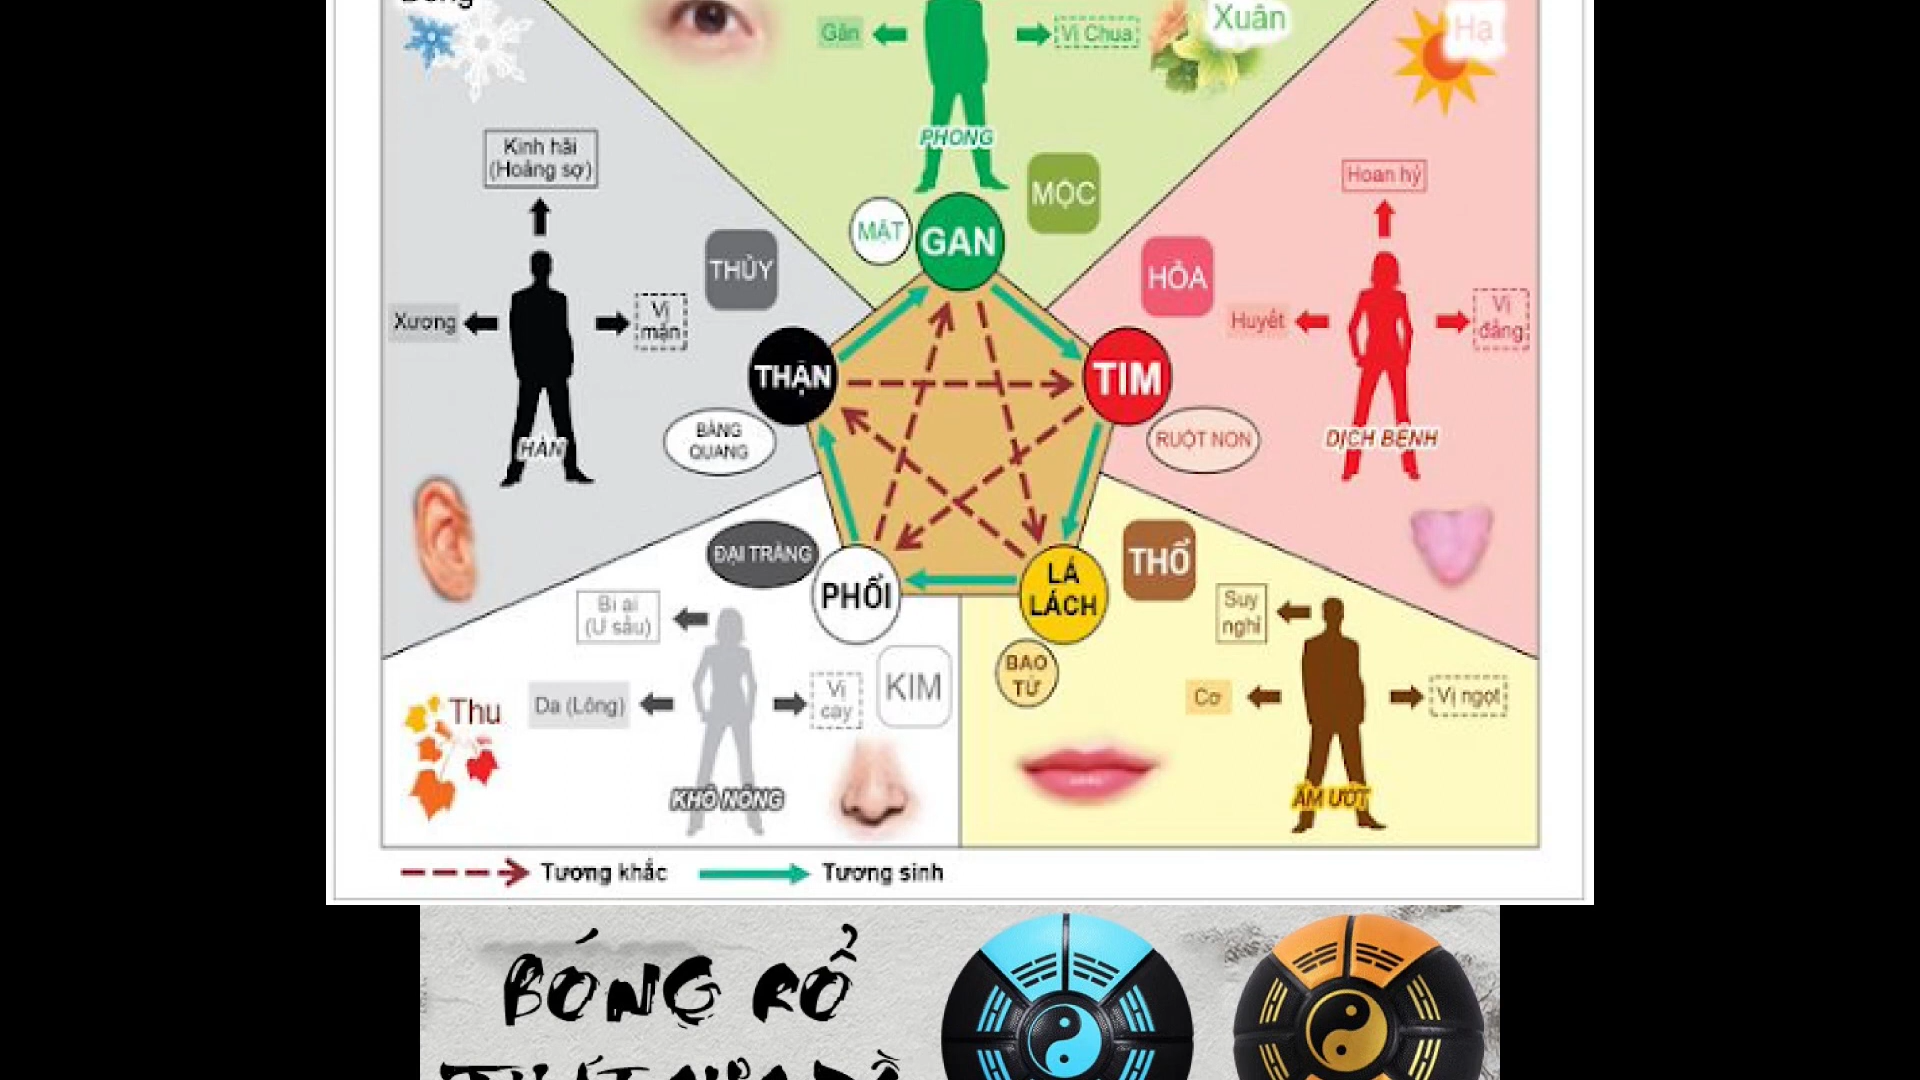 Đông
Gân
Vị Chua
Xuân
Hạ
PHONG
MỘC
MẬT
GAN
Kinh hãi
(Hoảng sợ)
THỦY
Xương
Vị
mặn
THẬN
BÀNG
QUANG
HÀN
Hoan hỷ
HỎA
Huyết
Vị
đắng
TIM
RUỘT NON
DỊCH BỆNH
ĐẠI TRÀNG
PHỔI
Bi ai
(Ư sầu)
Da (Lông)
Vị
cay
KIM
Thu
KHÔ NÓNG
LÁ
LÁCH
THỔ
BAO
TỬ
Suy
nghĩ
Cơ
Vị ngọt
ẨM ƯỚT
Tương khắc
Tương sinh
BÓNG RỔ